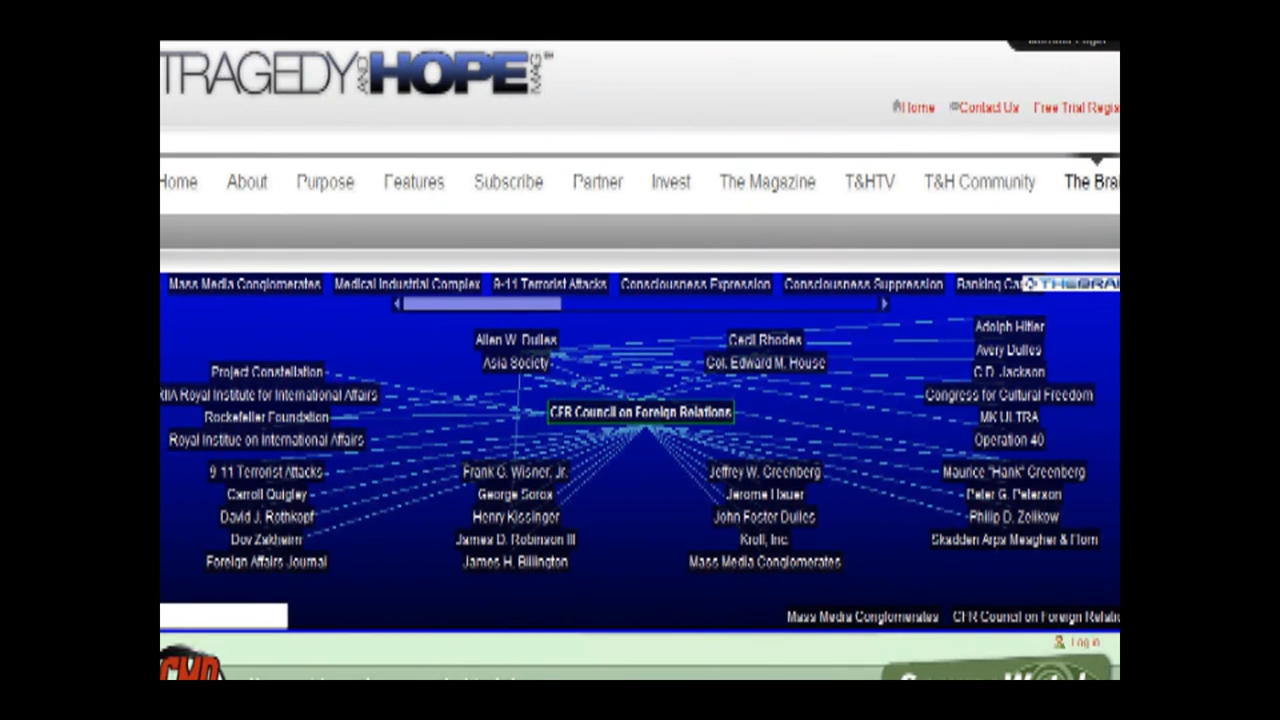 TRAGEDY AND HOPE MAG
Home Contact Us Free Trial
Home About Purpose Features Subscribe Partner Invest The Magazine T&HTV T&H Community The
Mass Media Conglomerates Medical Industrial Complex 9-11 Terrorist Attacks Consciousness Expression Consciousness Suppression Banking
Allen W. Dulles Cecil Rhodes Adolph Hitler
Asia Society Col. Edward M. House Avery Dulles
Project Constellation C.D. Jackson
RIIA Royal Institute for International Affairs Congress for Cultural Freedom
Rockefeller Foundation CFR Council on Foreign Relations MK ULTRA
Royal Institue on International Affairs Operation 40
9-11 Terrorist Attacks Frank G. Wisner, Jr. Jeffrey W. Greenberg Maurice "Hank" Greenberg
Carroll Quigley George Soros Jerome Hauer Peter G. Peterson
David J. Rothkopf Henry Kissinger John Foster Dulles Philip D. Zelikow
Dov Zakheim James D. Robinson III Kroll, Inc. Skadden Arps Meagher & Flom
Foreign Affairs Journal James H. Billington Mass Media Conglomerates
Mass Media Conglomerates CFR Council on Foreign
Log in